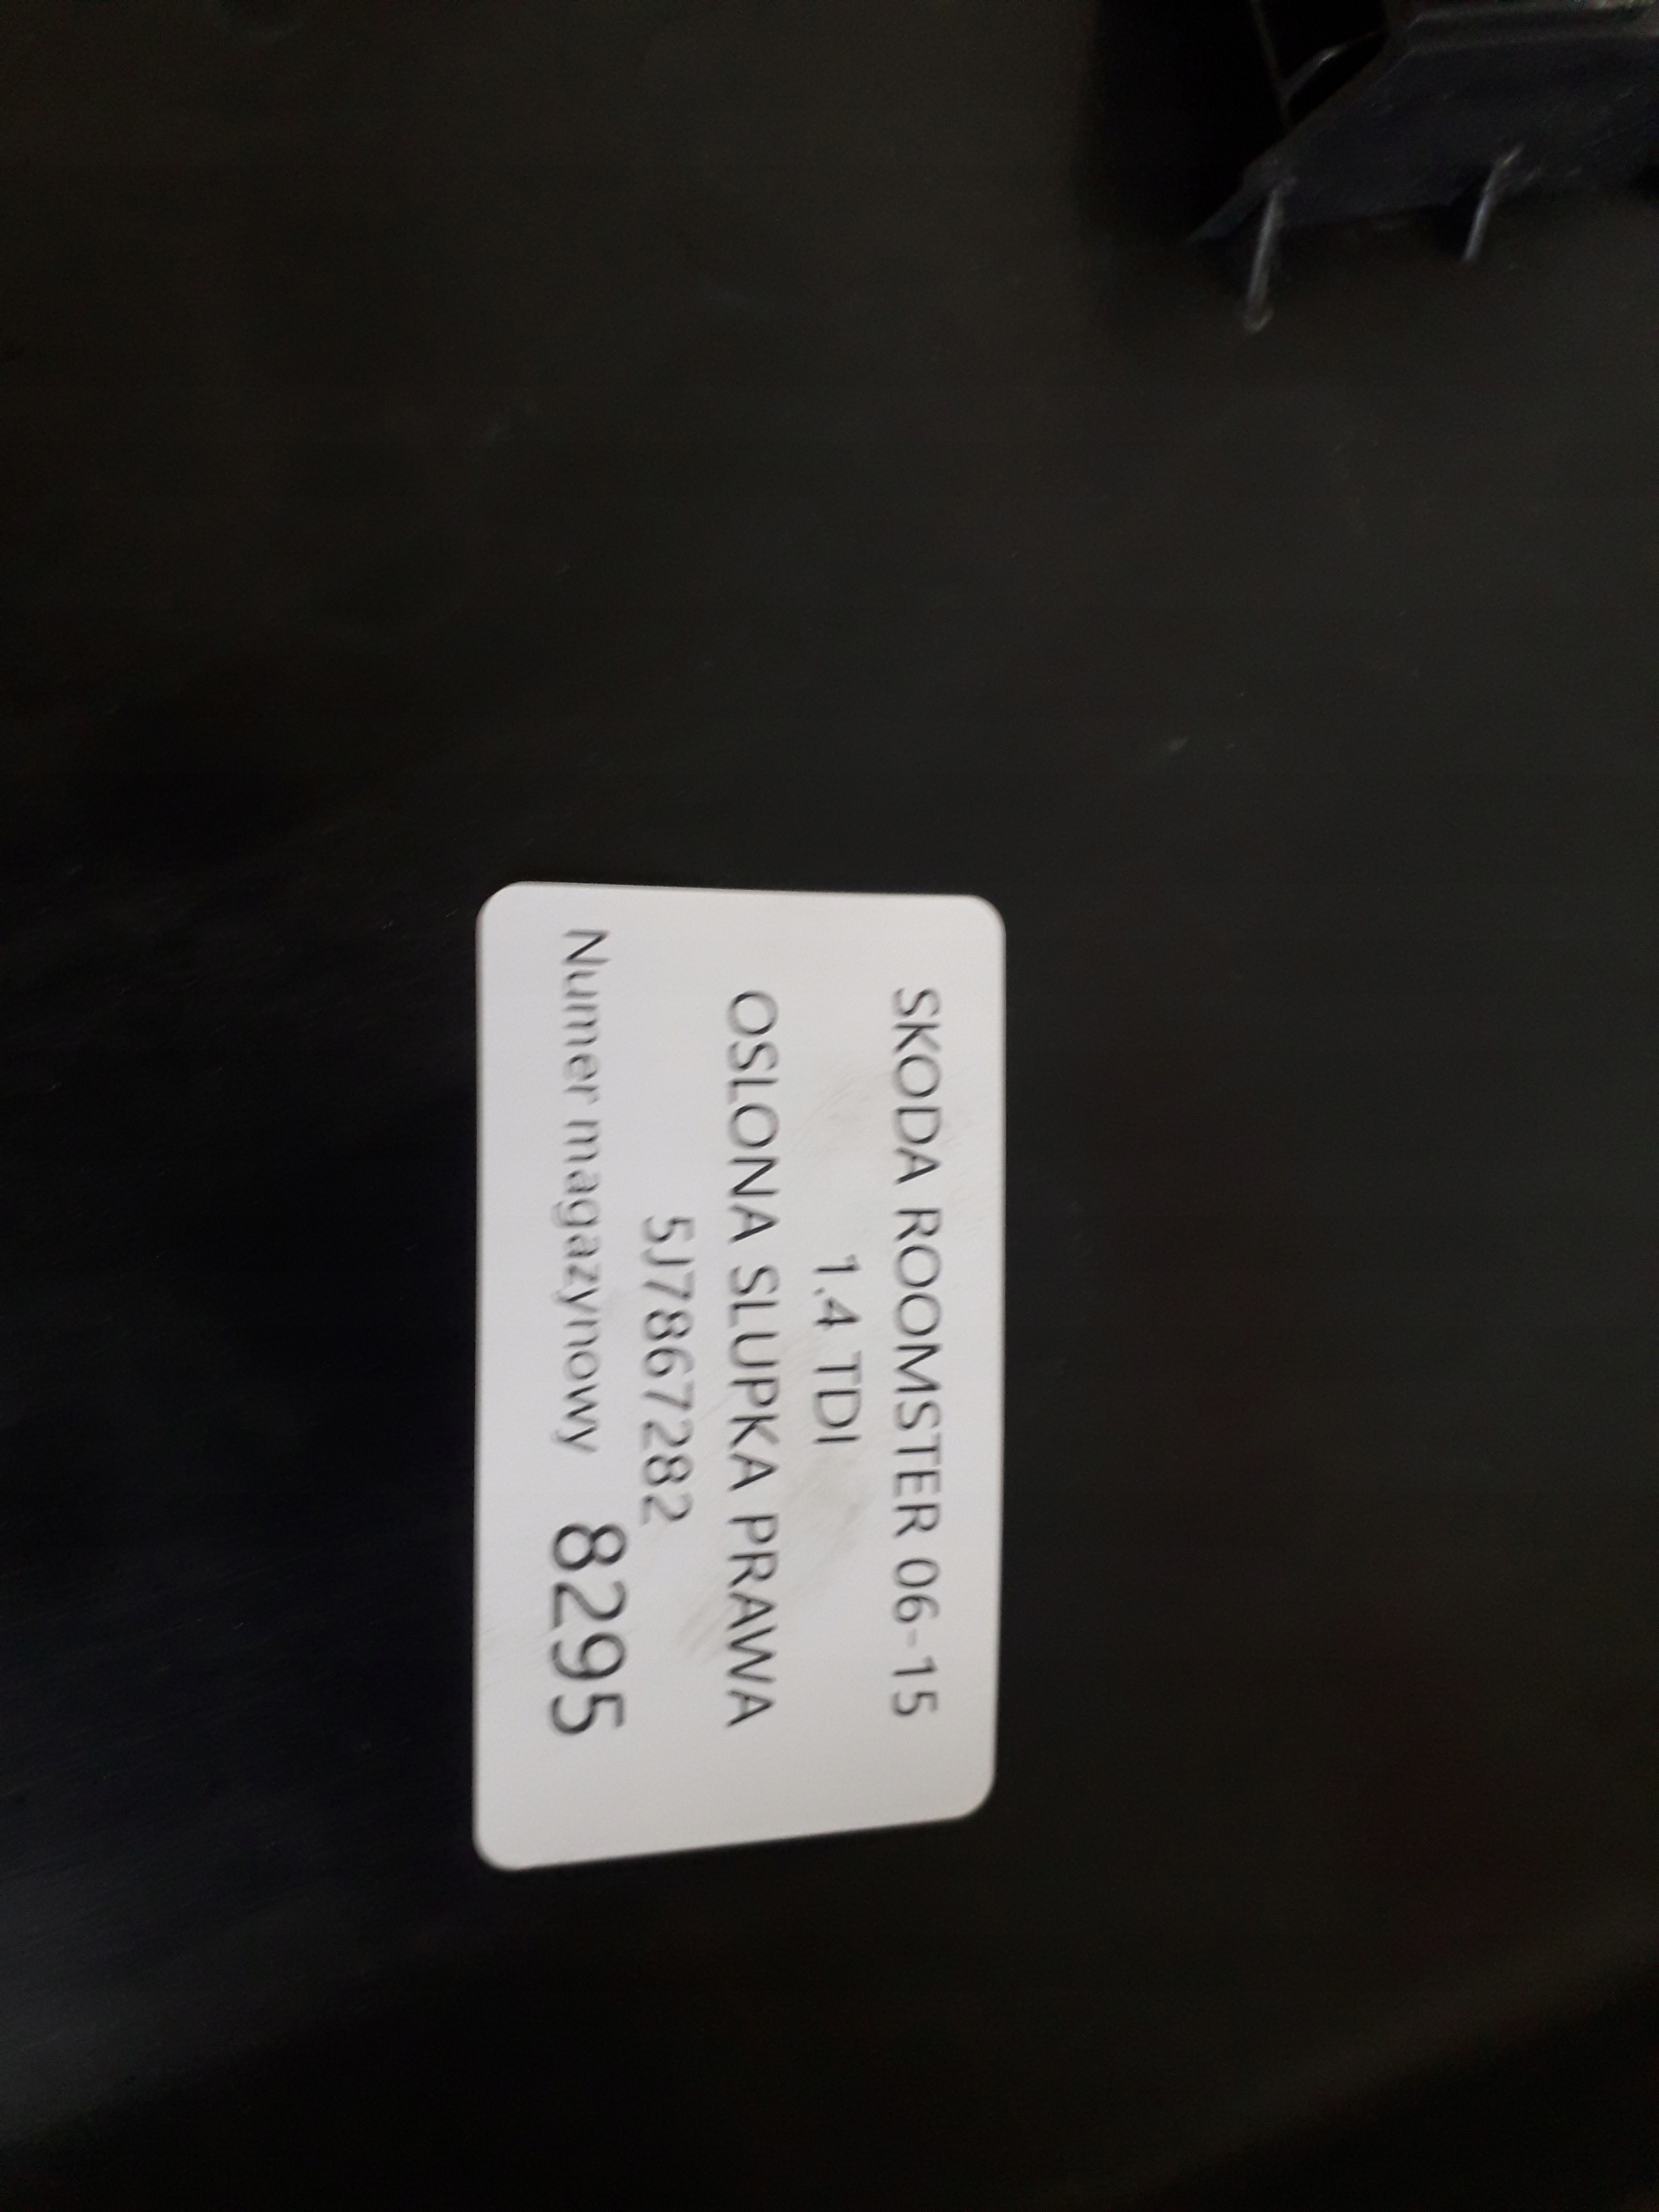 SKODA ROOMSTER 06-15
1.4 TDI
OSLONA SLUPKA PRAWA
5J7867282
Numer magazynowy 8295